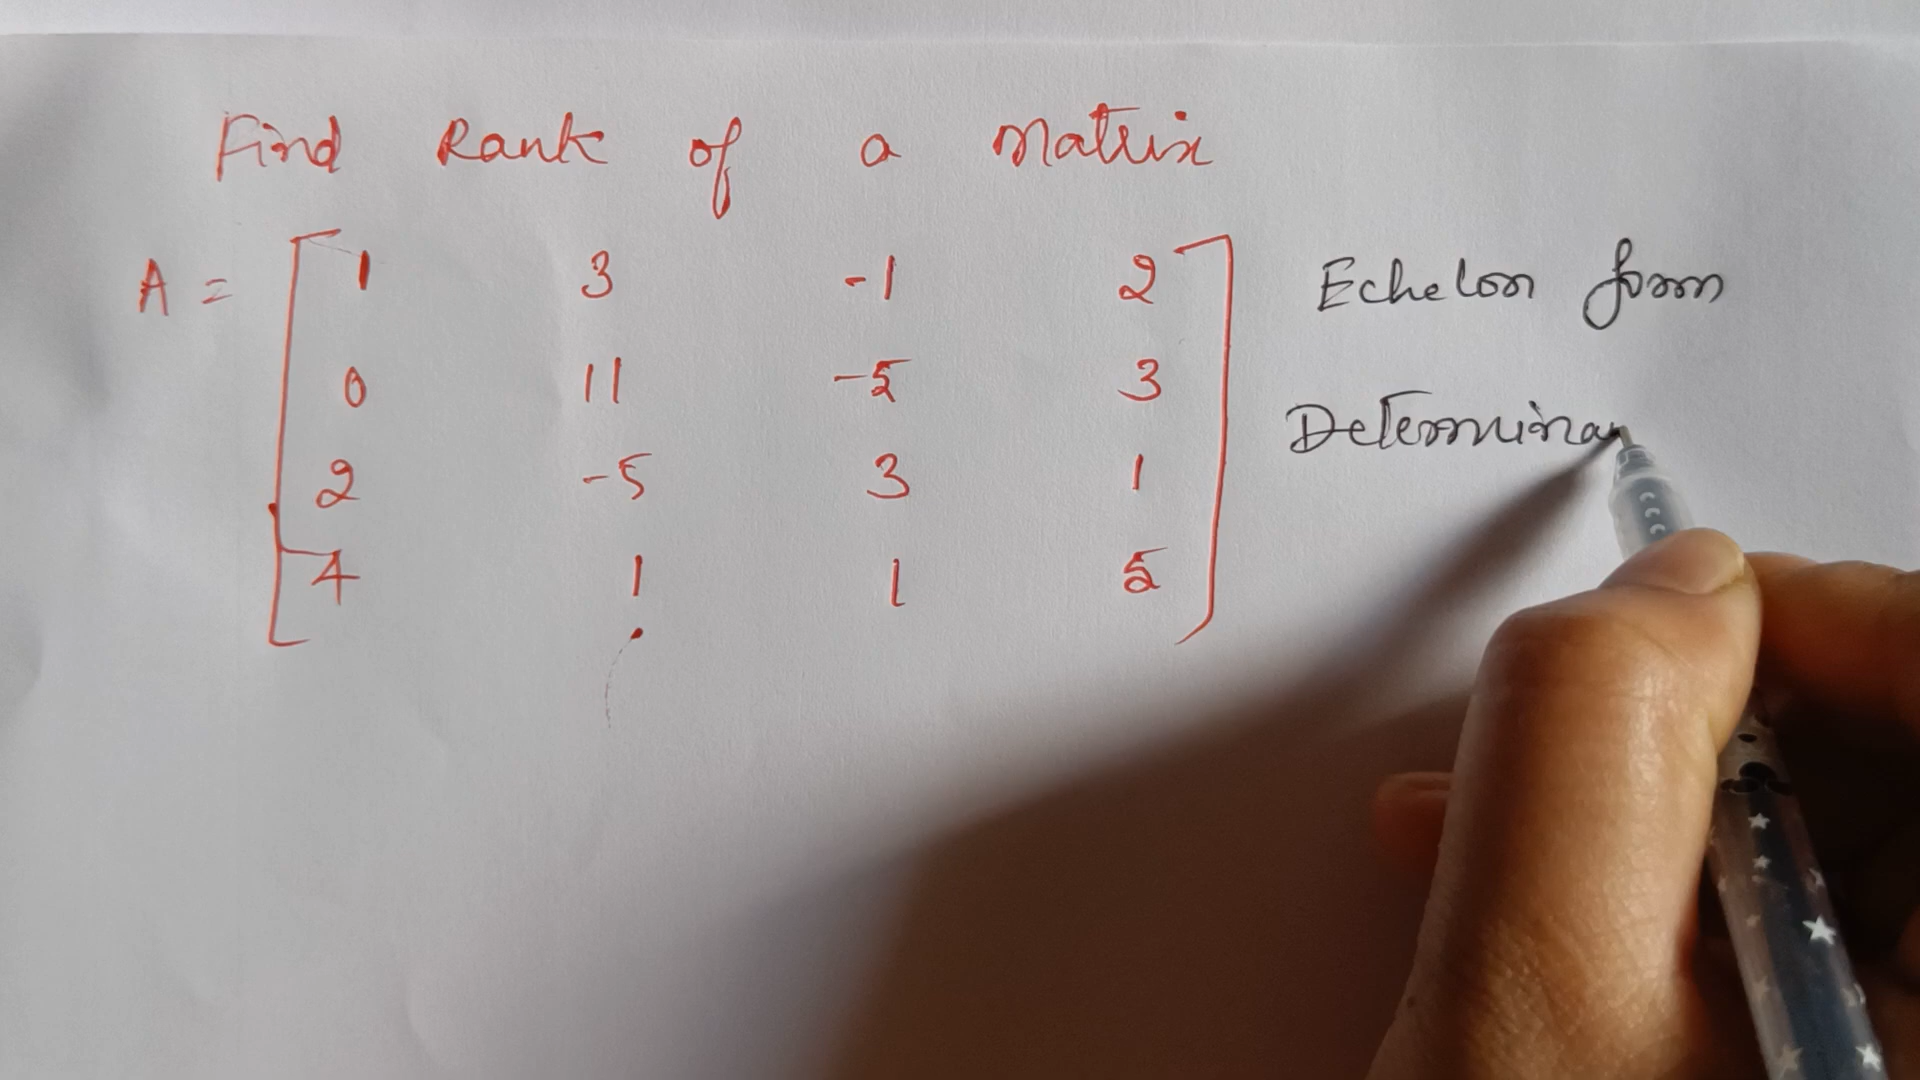 Find Rank of a Matrix
A = [ 1 3 -1 2 ] Echelon form
0 11 -5 3 Determina
2 -5 3 1
4 1 1 5